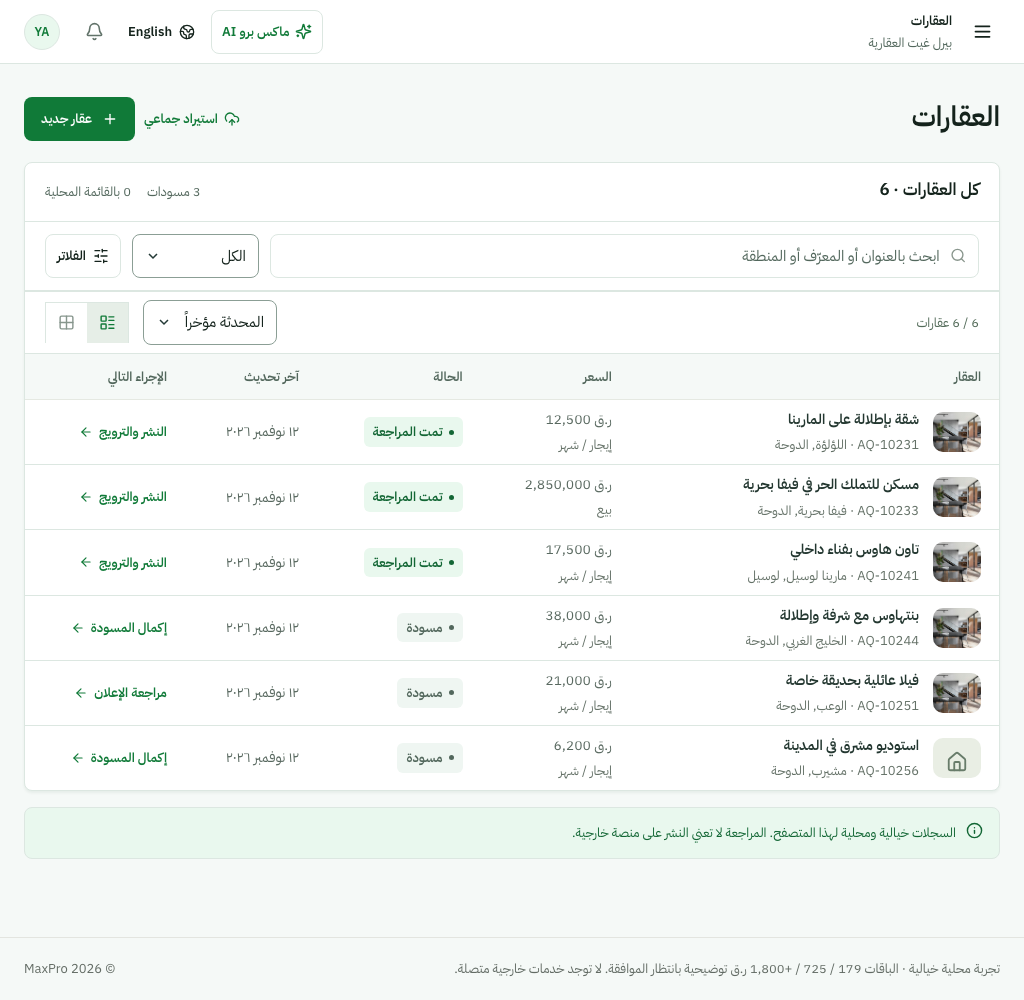 العقارات
بيرل غيت العقارية
ماكس برو AI
English
YA
العقارات
استيراد جماعي
عقار جديد
كل العقارات · 6
3 مسودات
0 بالقائمة المحلية
ابحث بالعنوان أو المعرّف أو المنطقة
الكل
الفلاتر
6 / 6 عقارات
المحدثة مؤخراً
العقار السعر الحالة آخر تحديث الإجراء التالي
شقة بإطلالة على المارينا
AQ-10231 · اللؤلؤة, الدوحة
ر.ق 12,500
إيجار / شهر
تمت المراجعة
١٢ نوفمبر ٢٠٢٦
النشر والترويج
مسكن للتملك الحر في فيفا بحرية
AQ-10233 · فيفا بحرية, الدوحة
ر.ق 2,850,000
بيع
تمت المراجعة
١٢ نوفمبر ٢٠٢٦
النشر والترويج
تاون هاوس بفناء داخلي
AQ-10241 · مارينا لوسيل, لوسيل
ر.ق 17,500
إيجار / شهر
تمت المراجعة
١٢ نوفمبر ٢٠٢٦
النشر والترويج
بنتهاوس مع شرفة وإطلالة
AQ-10244 · الخليج الغربي, الدوحة
ر.ق 38,000
إيجار / شهر
مسودة
١٢ نوفمبر ٢٠٢٦
إكمال المسودة
فيلا عائلية بحديقة خاصة
AQ-10251 · الوعب, الدوحة
ر.ق 21,000
إيجار / شهر
مسودة
١٢ نوفمبر ٢٠٢٦
مراجعة الإعلان
استوديو مشرق في المدينة
AQ-10256 · مشيرب, الدوحة
ر.ق 6,200
إيجار / شهر
مسودة
١٢ نوفمبر ٢٠٢٦
إكمال المسودة
السجلات خيالية ومحلية لهذا المتصفح. المراجعة لا تعني النشر على منصة خارجية.
تجربة محلية خيالية · الباقات 179 / 725 / +1,800 ر.ق توضيحية بانتظار الموافقة. لا توجد خدمات خارجية متصلة.
© 2026 MaxPro